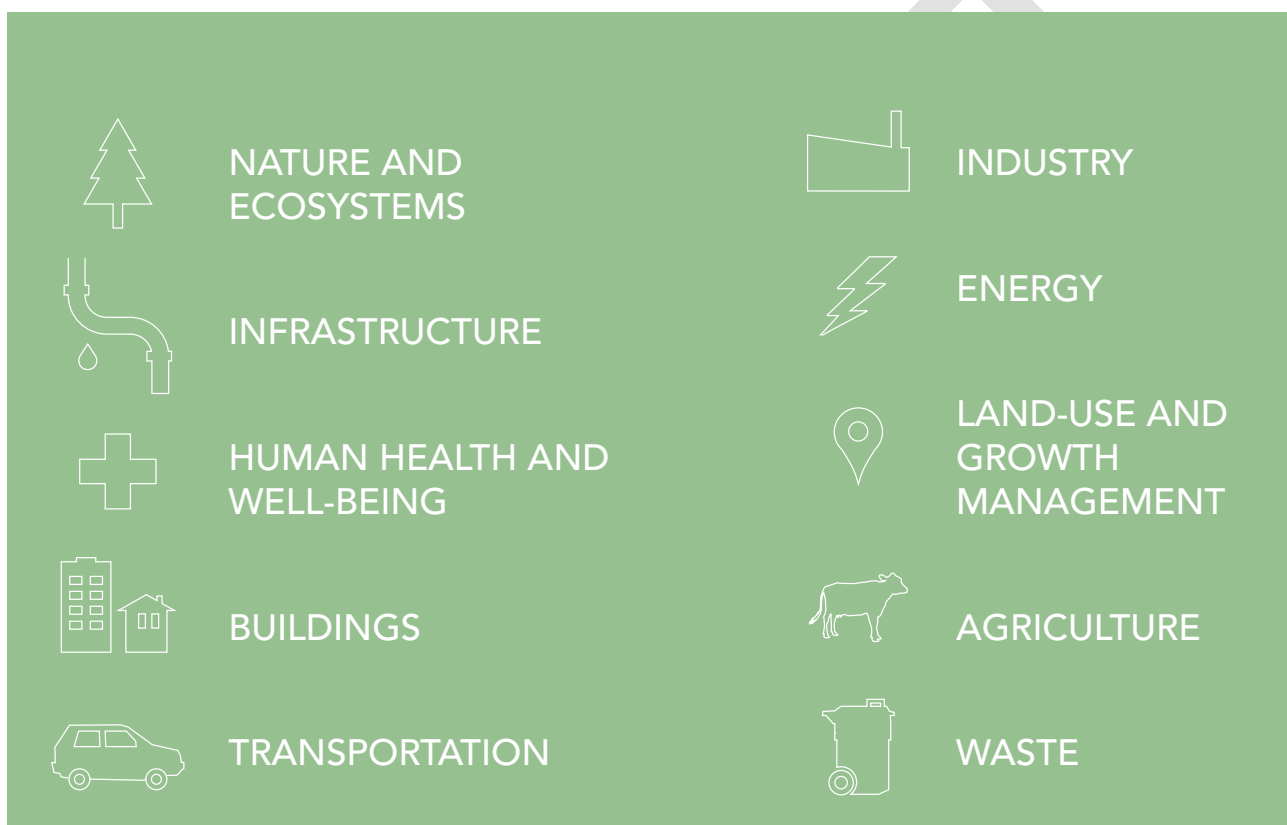 NATURE AND
ECOSYSTEMS
INFRASTRUCTURE
HUMAN HEALTH AND
WELL-BEING
BUILDINGS
TRANSPORTATION
INDUSTRY
ENERGY
LAND-USE AND
GROWTH
MANAGEMENT
AGRICULTURE
WASTE